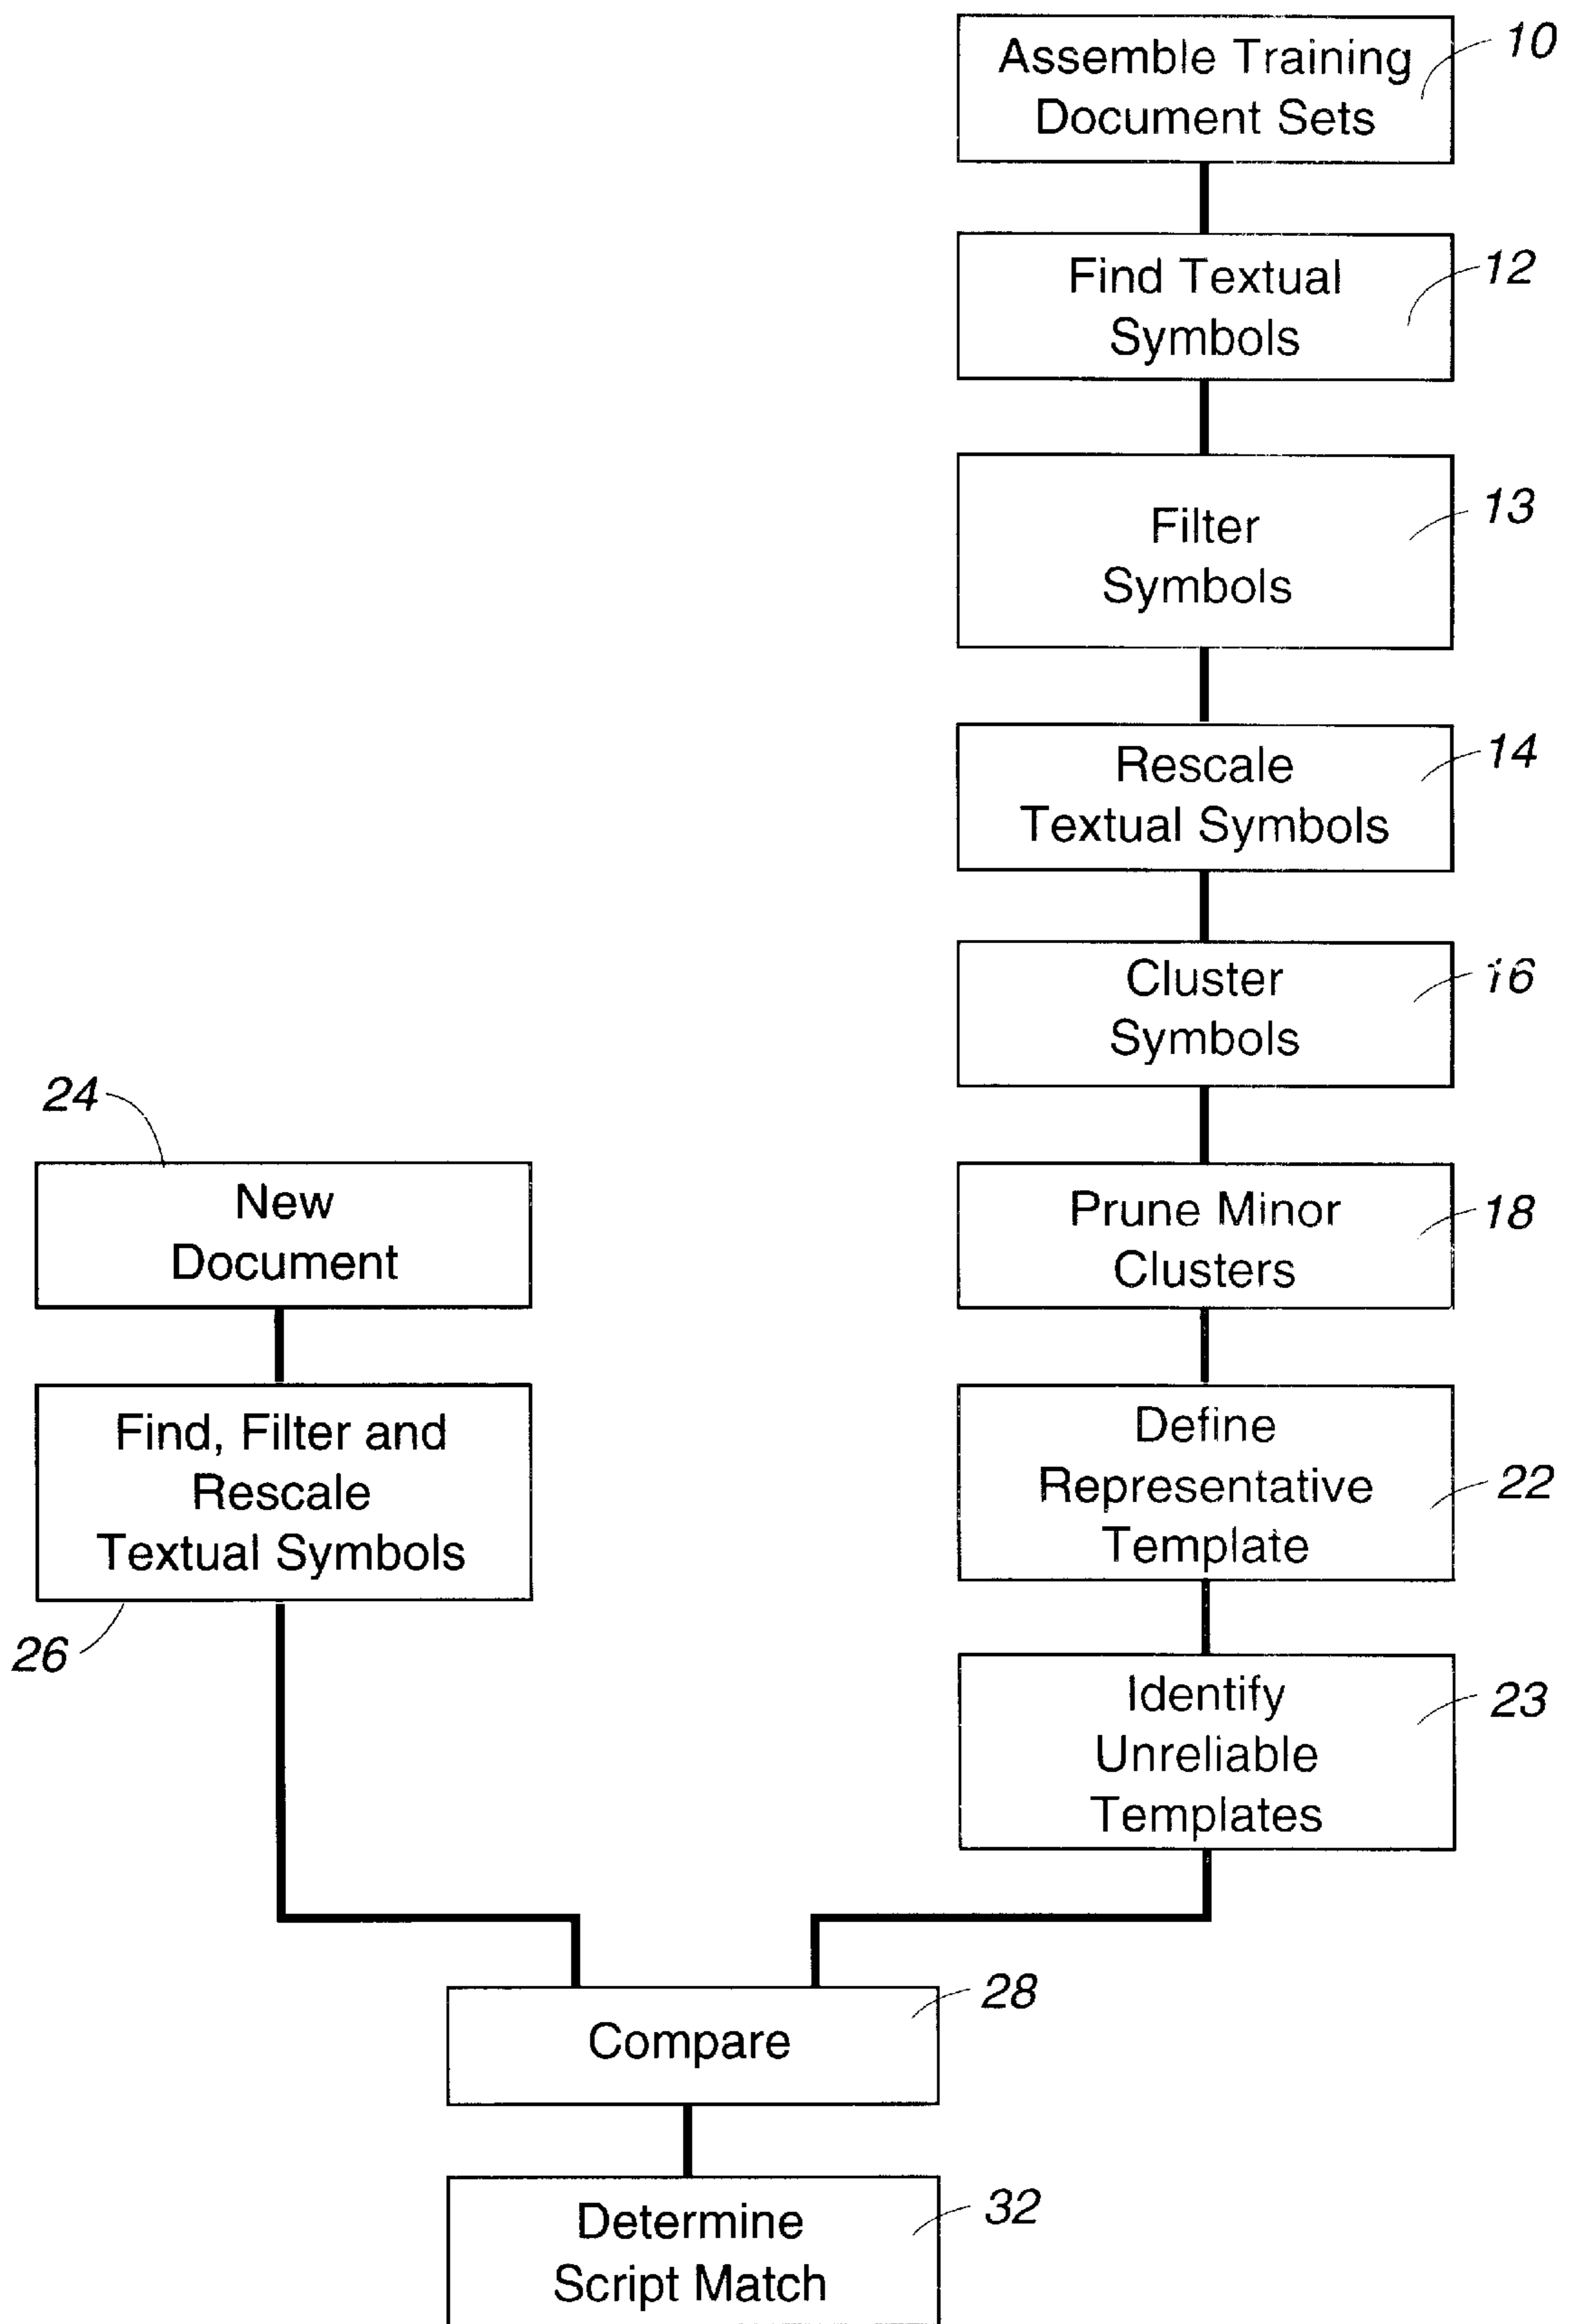 Assemble Training
Document Sets
10
Find Textual
Symbols
12
Filter
Symbols
13
Rescale
Textual Symbols
14
Cluster
Symbols
16
24
New
Document
Prune Minor
Clusters
18
Find, Filter and
Rescale
Textual Symbols
26
Define
Representative
Template
22
Identify
Unreliable
Templates
23
Compare
28
Determine
Script Match
32